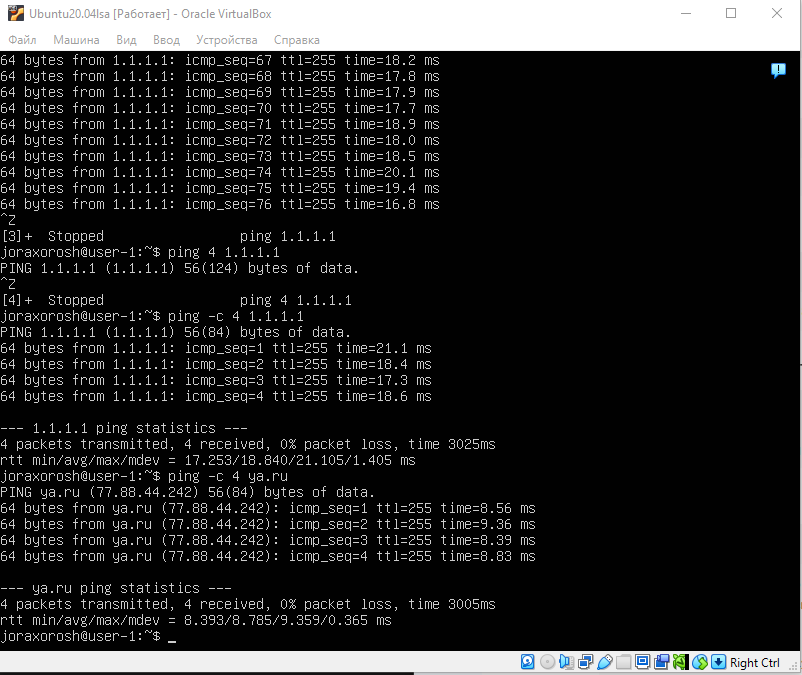 Ubuntu20.04lsa [Работает] - Oracle VirtualBox
Файл Машина Вид Ввод Устройства Справка
64 bytes from 1.1.1.1: icmp_seq=67 ttl=255 time=18.2 ms
64 bytes from 1.1.1.1: icmp_seq=68 ttl=255 time=17.8 ms
64 bytes from 1.1.1.1: icmp_seq=69 ttl=255 time=17.9 ms
64 bytes from 1.1.1.1: icmp_seq=70 ttl=255 time=17.7 ms
64 bytes from 1.1.1.1: icmp_seq=71 ttl=255 time=18.9 ms
64 bytes from 1.1.1.1: icmp_seq=72 ttl=255 time=18.0 ms
64 bytes from 1.1.1.1: icmp_seq=73 ttl=255 time=18.5 ms
64 bytes from 1.1.1.1: icmp_seq=74 ttl=255 time=20.1 ms
64 bytes from 1.1.1.1: icmp_seq=75 ttl=255 time=19.4 ms
64 bytes from 1.1.1.1: icmp_seq=76 ttl=255 time=16.8 ms
^Z
[3]+  Stopped                 ping 1.1.1.1
joraxorosh@user-1:~$ ping 4 1.1.1.1
PING 1.1.1.1 (1.1.1.1) 56(124) bytes of data.
^Z
[4]+  Stopped                 ping 4 1.1.1.1
joraxorosh@user-1:~$ ping -c 4 1.1.1.1
PING 1.1.1.1 (1.1.1.1) 56(84) bytes of data.
64 bytes from 1.1.1.1: icmp_seq=1 ttl=255 time=21.1 ms
64 bytes from 1.1.1.1: icmp_seq=2 ttl=255 time=18.4 ms
64 bytes from 1.1.1.1: icmp_seq=3 ttl=255 time=17.3 ms
64 bytes from 1.1.1.1: icmp_seq=4 ttl=255 time=18.6 ms
--- 1.1.1.1 ping statistics ---
4 packets transmitted, 4 received, 0% packet loss, time 3025ms
rtt min/avg/max/mdev = 17.253/18.840/21.105/1.405 ms
joraxorosh@user-1:~$ ping -c 4 ya.ru
PING ya.ru (77.88.44.242) 56(84) bytes of data.
64 bytes from ya.ru (77.88.44.242): icmp_seq=1 ttl=255 time=8.56 ms
64 bytes from ya.ru (77.88.44.242): icmp_seq=2 ttl=255 time=9.36 ms
64 bytes from ya.ru (77.88.44.242): icmp_seq=3 ttl=255 time=8.39 ms
64 bytes from ya.ru (77.88.44.242): icmp_seq=4 ttl=255 time=8.83 ms
--- ya.ru ping statistics ---
4 packets transmitted, 4 received, 0% packet loss, time 3005ms
rtt min/avg/max/mdev = 8.393/8.785/9.359/0.365 ms
joraxorosh@user-1:~$ _
Right Ctrl